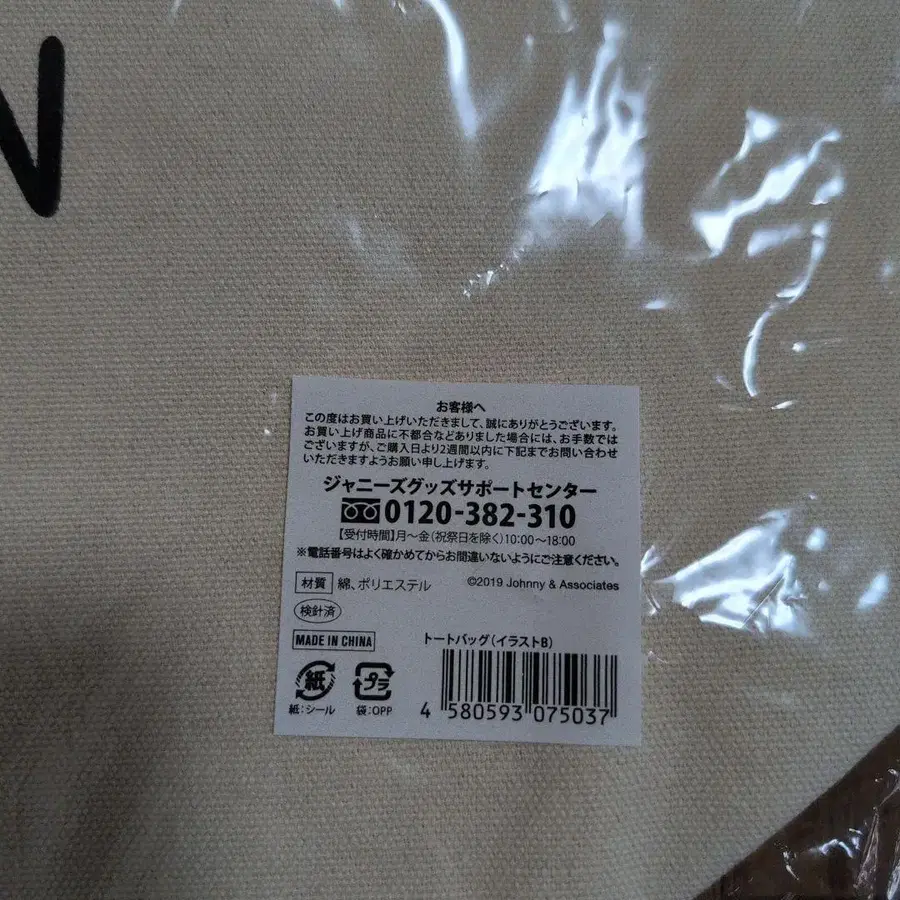 N
お客様へ
この度はお買い上げいただきまして、誠にありがとうございます。
お買い上げ商品に不都合などありました場合には、お手数では
ございますが、ご購入日より2週間以内に下記までお問い合わせ
いただきますようお願い申し上げます。
ジャニーズグッズサポートセンター
0120-382-310
【受付時間】月〜金(祝祭日を除く)10:00〜18:00
※電話番号はよく確かめてからお間違いないようにご注意ください。
材質 綿、ポリエステル ©2019 Johnny & Associates
検針済
MADE IN CHINA トートバッグ(イラストB)
紙 プラ
紙:シール 袋:OPP
4 580593 075037